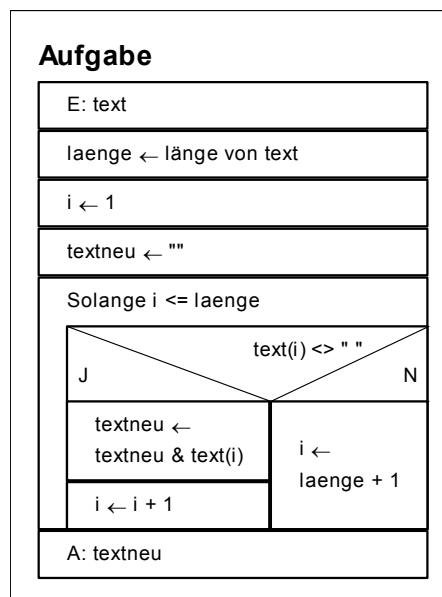 Aufgabe
E: text
laenge ← länge von text
i ← 1
textneu ← ""
Solange i <= laenge
text(i) <> " "
J
N
textneu ←
textneu & text(i)
i ← i + 1
i ←
laenge + 1
A: textneu